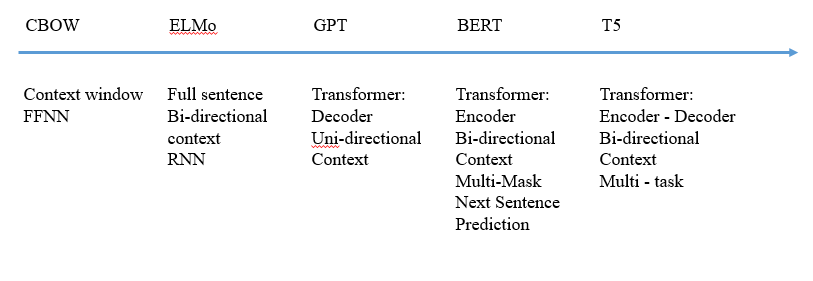 CBOW
ELMo
GPT
BERT
T5
Context window
FFNN
Full sentence
Bi-directional
context
RNN
Transformer:
Decoder
Uni-directional
Context
Transformer:
Encoder
Bi-directional
Context
Multi-Mask
Next Sentence
Prediction
Transformer:
Encoder - Decoder
Bi-directional
Context
Multi - task